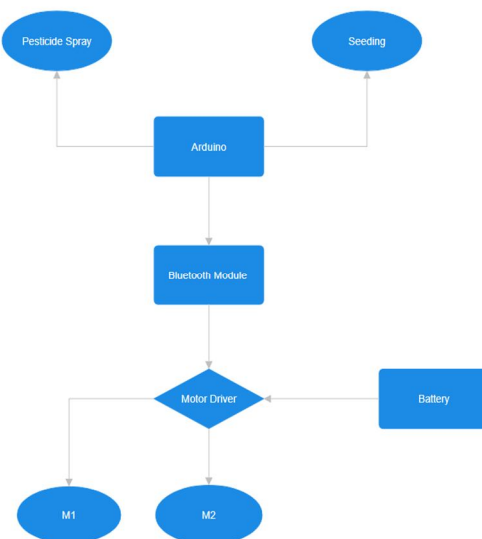 Pesticide Spray
Seeding
Arduino
Bluetooth Module
Motor Driver
Battery
M1
M2